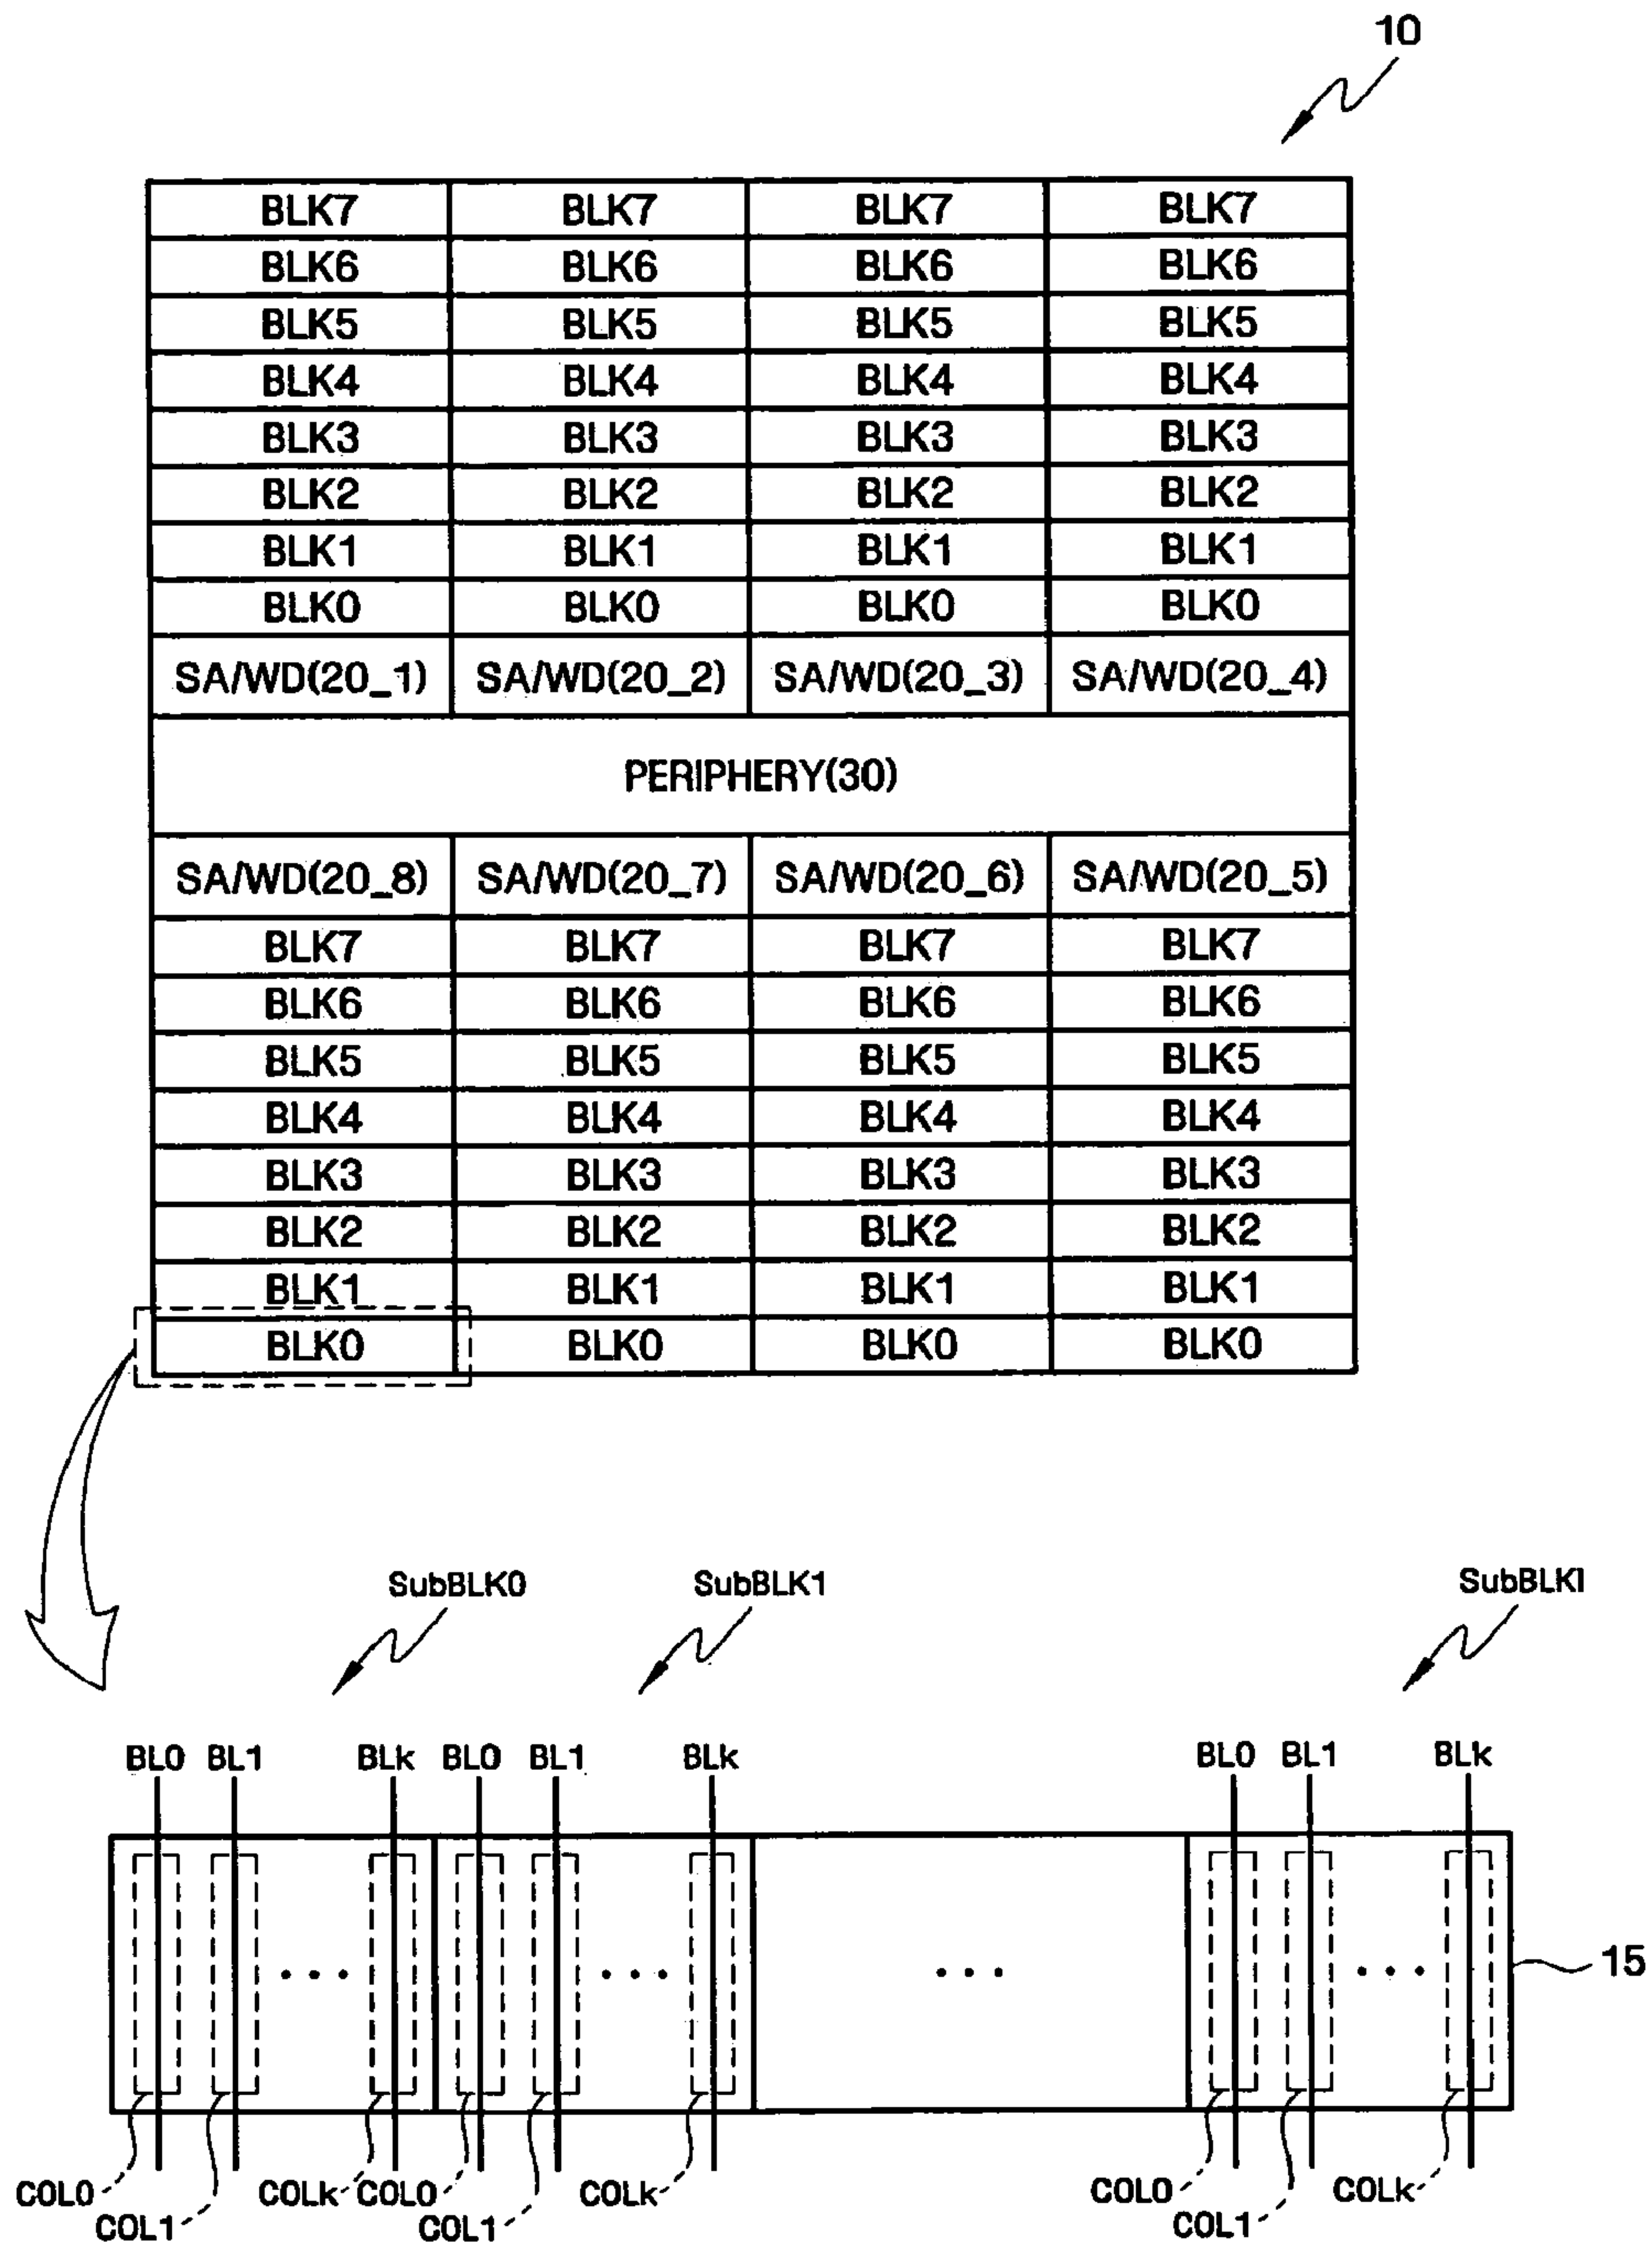 10
BLK7 BLK7 BLK7 BLK7
BLK6 BLK6 BLK6 BLK6
BLK5 BLK5 BLK5 BLK5
BLK4 BLK4 BLK4 BLK4
BLK3 BLK3 BLK3 BLK3
BLK2 BLK2 BLK2 BLK2
BLK1 BLK1 BLK1 BLK1
BLK0 BLK0 BLK0 BLK0
SA/WD(20_1) SA/WD(20_2) SA/WD(20_3) SA/WD(20_4)
PERIPHERY(30)
SA/WD(20_8) SA/WD(20_7) SA/WD(20_6) SA/WD(20_5)
BLK7 BLK7 BLK7 BLK7
BLK6 BLK6 BLK6 BLK6
BLK5 BLK5 BLK5 BLK5
BLK4 BLK4 BLK4 BLK4
BLK3 BLK3 BLK3 BLK3
BLK2 BLK2 BLK2 BLK2
BLK1 BLK1 BLK1 BLK1
BLK0 BLK0 BLK0 BLK0
SubBLK0 SubBLK1 SubBLKl
BL0 BL1 BLk BL0 BL1 BLk BL0 BL1 BLk
... ... ... ...
15
COL0 COLk COL0 COLk COL0 COLk
COL1 COL1 COL1